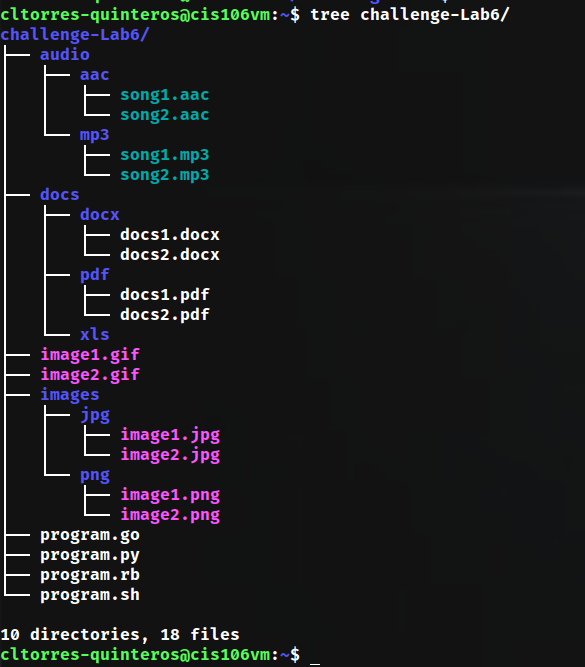 cltorres-quinteros@cis106vm:~$ tree challenge-Lab6/
challenge-Lab6/
├── audio
│   ├── aac
│   │   ├── song1.aac
│   │   └── song2.aac
│   └── mp3
│       ├── song1.mp3
│       └── song2.mp3
├── docs
│   ├── docx
│   │   ├── docs1.docx
│   │   └── docs2.docx
│   ├── pdf
│   │   ├── docs1.pdf
│   │   └── docs2.pdf
│   └── xls
├── image1.gif
├── image2.gif
├── images
│   ├── jpg
│   │   ├── image1.jpg
│   │   └── image2.jpg
│   └── png
│       ├── image1.png
│       └── image2.png
├── program.go
├── program.py
├── program.rb
└── program.sh

10 directories, 18 files
cltorres-quinteros@cis106vm:~$ _